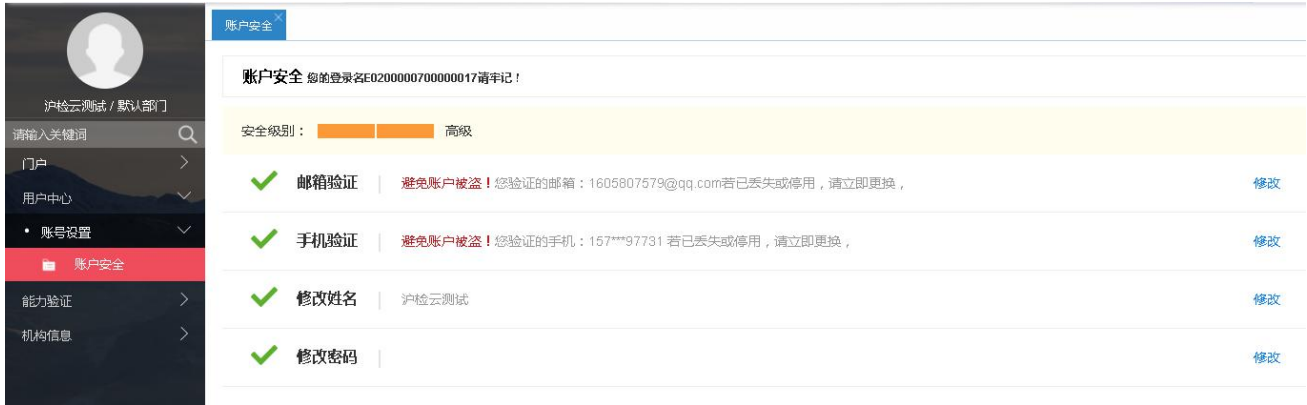 账户安全
沪检云测试 / 默认部门
请输入关键词
门户
用户中心
账号设置
账户安全
能力验证
机构信息
账户安全 您的登录名E0200000700000017请牢记！
安全级别： 高级
邮箱验证 避免账户被盗！您验证的邮箱：1605807579@qq.com若已丢失或停用，请立即更换， 修改
手机验证 避免账户被盗！您验证的手机：157***97731 若已丢失或停用，请立即更换， 修改
修改姓名 沪检云测试 修改
修改密码 修改